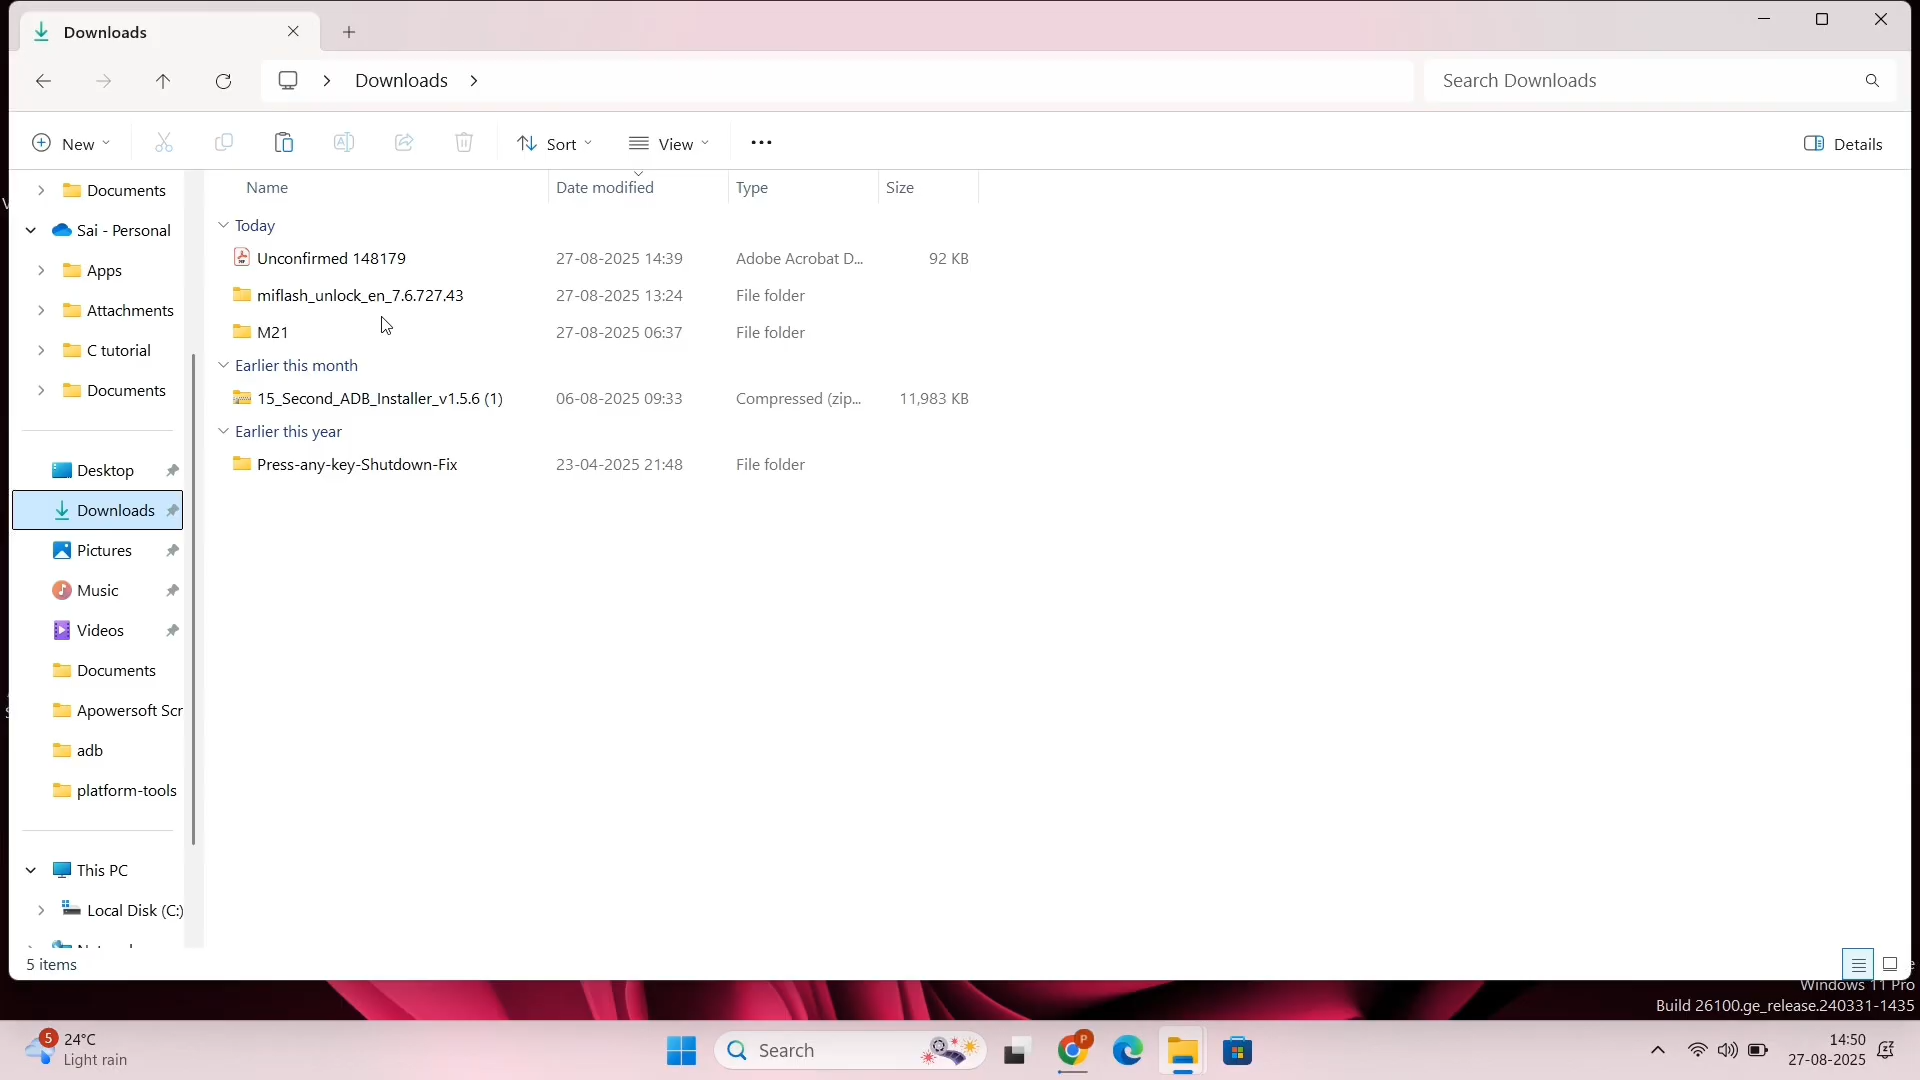 Downloads
Downloads
Search Downloads
New
Sort
View
Details
Documents
Sai - Personal
Apps
Attachments
C tutorial
Documents
Desktop
Downloads
Pictures
Music
Videos
Documents
Apowersoft Scr
adb
platform-tools
This PC
Local Disk (C:)
Name Date modified Type Size
Today
Unconfirmed 148179 27-08-2025 14:39 Adobe Acrobat D... 92 KB
miflash_unlock_en_7.6.727.43 27-08-2025 13:24 File folder
M21 27-08-2025 06:37 File folder
Earlier this month
15_Second_ADB_Installer_v1.5.6 (1) 06-08-2025 09:33 Compressed (zip... 11,983 KB
Earlier this year
Press-any-key-Shutdown-Fix 23-04-2025 21:48 File folder
5 items
Windows 11 Pro
Build 26100.ge_release.240331-1435
5
24°C
Light rain
Search
P
14:50
27-08-2025